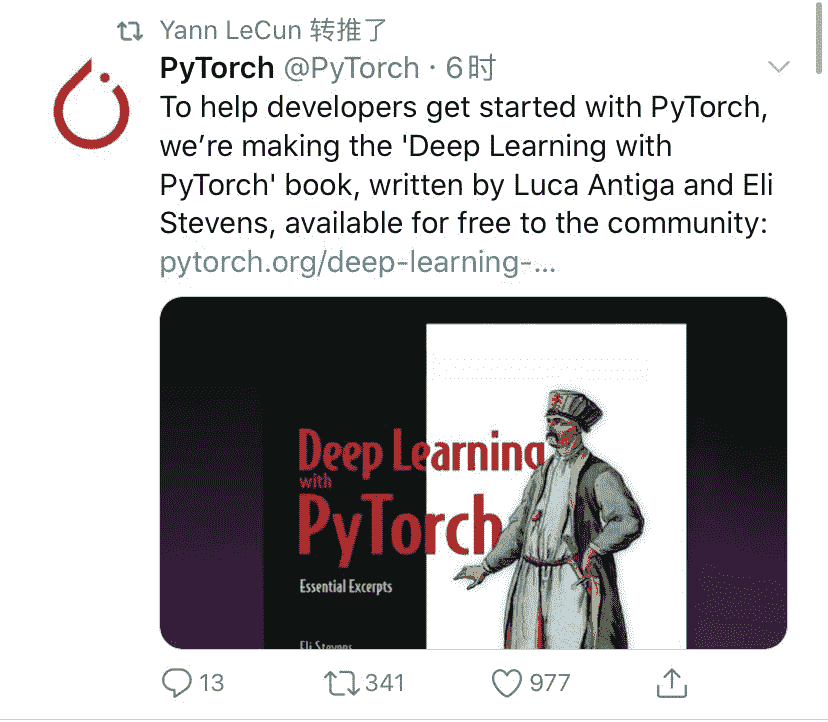 Yann LeCun 转推了
PyTorch @PyTorch · 6时
To help developers get started with PyTorch,
we’re making the 'Deep Learning with
PyTorch' book, written by Luca Antiga and Eli
Stevens, available for free to the community:
pytorch.org/deep-learning-...
Deep Learning
with
PyTorch
Essential Excerpts
Eli Stevens
13 341 977